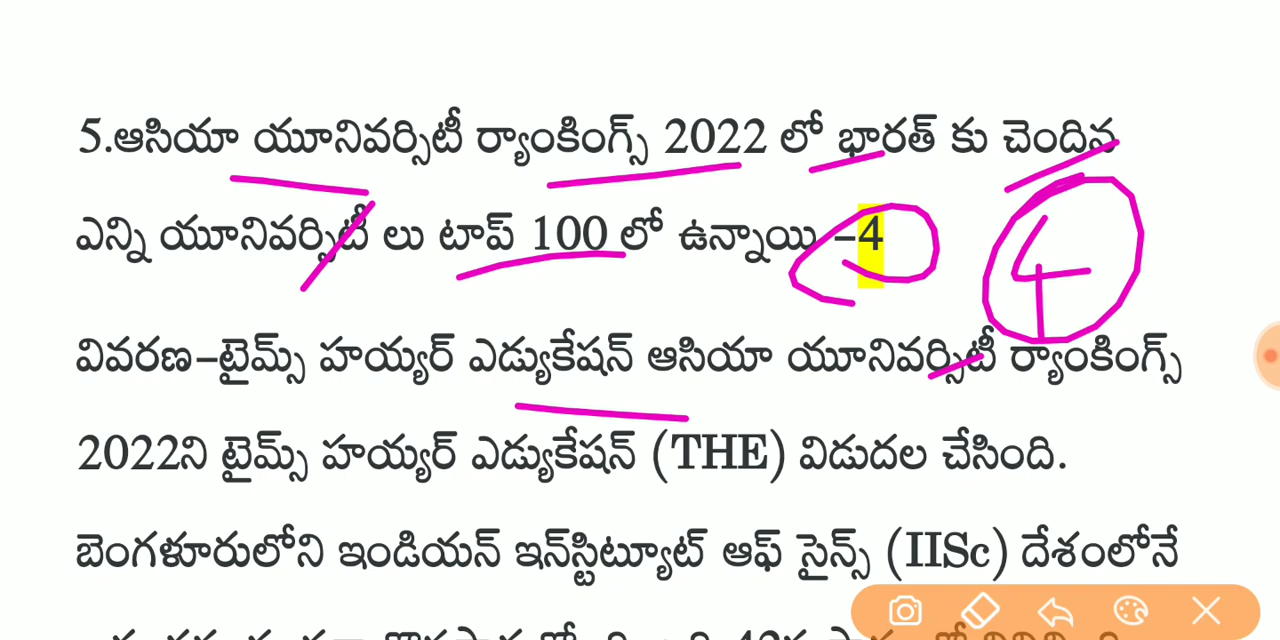 5.ఆసియా యూనివర్సిటీ ర్యాంకింగ్స్ 2022 లో భారత్ కు చెందిన
ఎన్ని యూనివర్సిటీ లు టాప్ 100 లో ఉన్నాయి –4
4
వివరణ–టైమ్స్ హయ్యర్ ఎడ్యుకేషన్ ఆసియా యూనివర్సిటీ ర్యాంకింగ్స్
2022ని టైమ్స్ హయ్యర్ ఎడ్యుకేషన్ (THE) విడుదల చేసింది.
బెంగళూరులోని ఇండియన్ ఇన్‌స్టిట్యూట్ ఆఫ్ సైన్స్ (IISc) దేశంలోనే